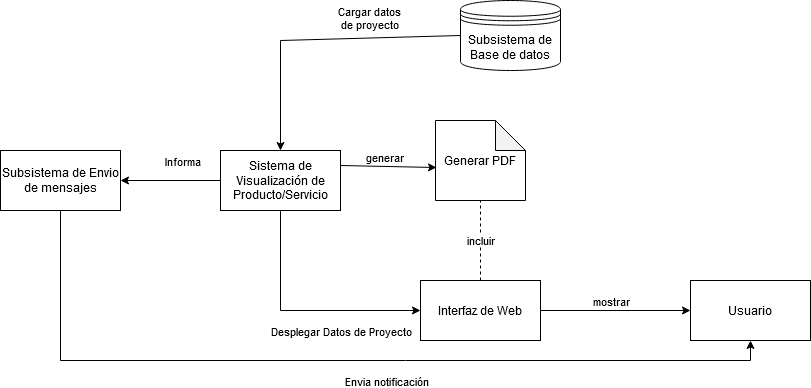 Cargar datos
de proyecto
Subsistema de
Base de datos
Subsistema de Envio
de mensajes
Informa
Sistema de
Visualización de
Producto/Servicio
generar
Generar PDF
incluir
Interfaz de Web
mostrar
Usuario
Desplegar Datos de Proyecto
Envia notificación